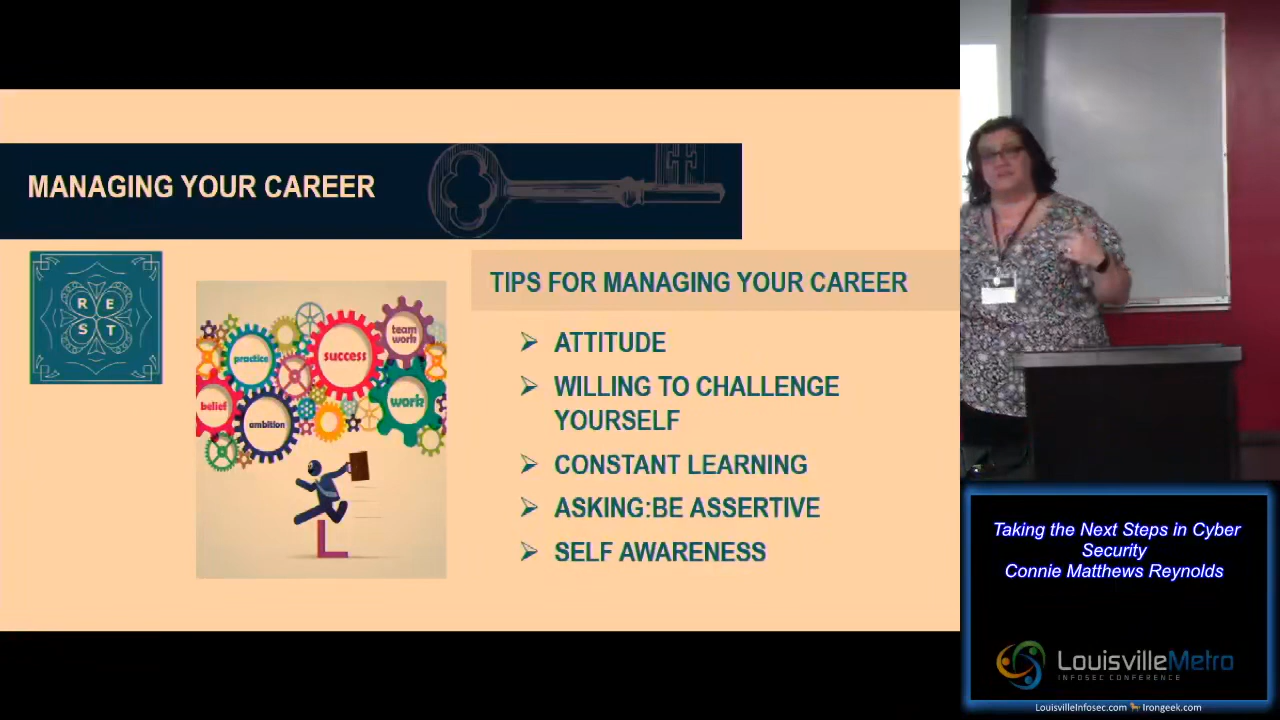 MANAGING YOUR CAREER
R E
S T
practice
success
team
work
belief
ambition
work
TIPS FOR MANAGING YOUR CAREER
ATTITUDE
WILLING TO CHALLENGE
YOURSELF
CONSTANT LEARNING
ASKING:BE ASSERTIVE
SELF AWARENESS
Taking the Next Steps in Cyber
Security
Connie Matthews Reynolds
LouisvilleMetro
INFOSEC CONFERENCE
LouisvilleInfosec.com Irongeek.com